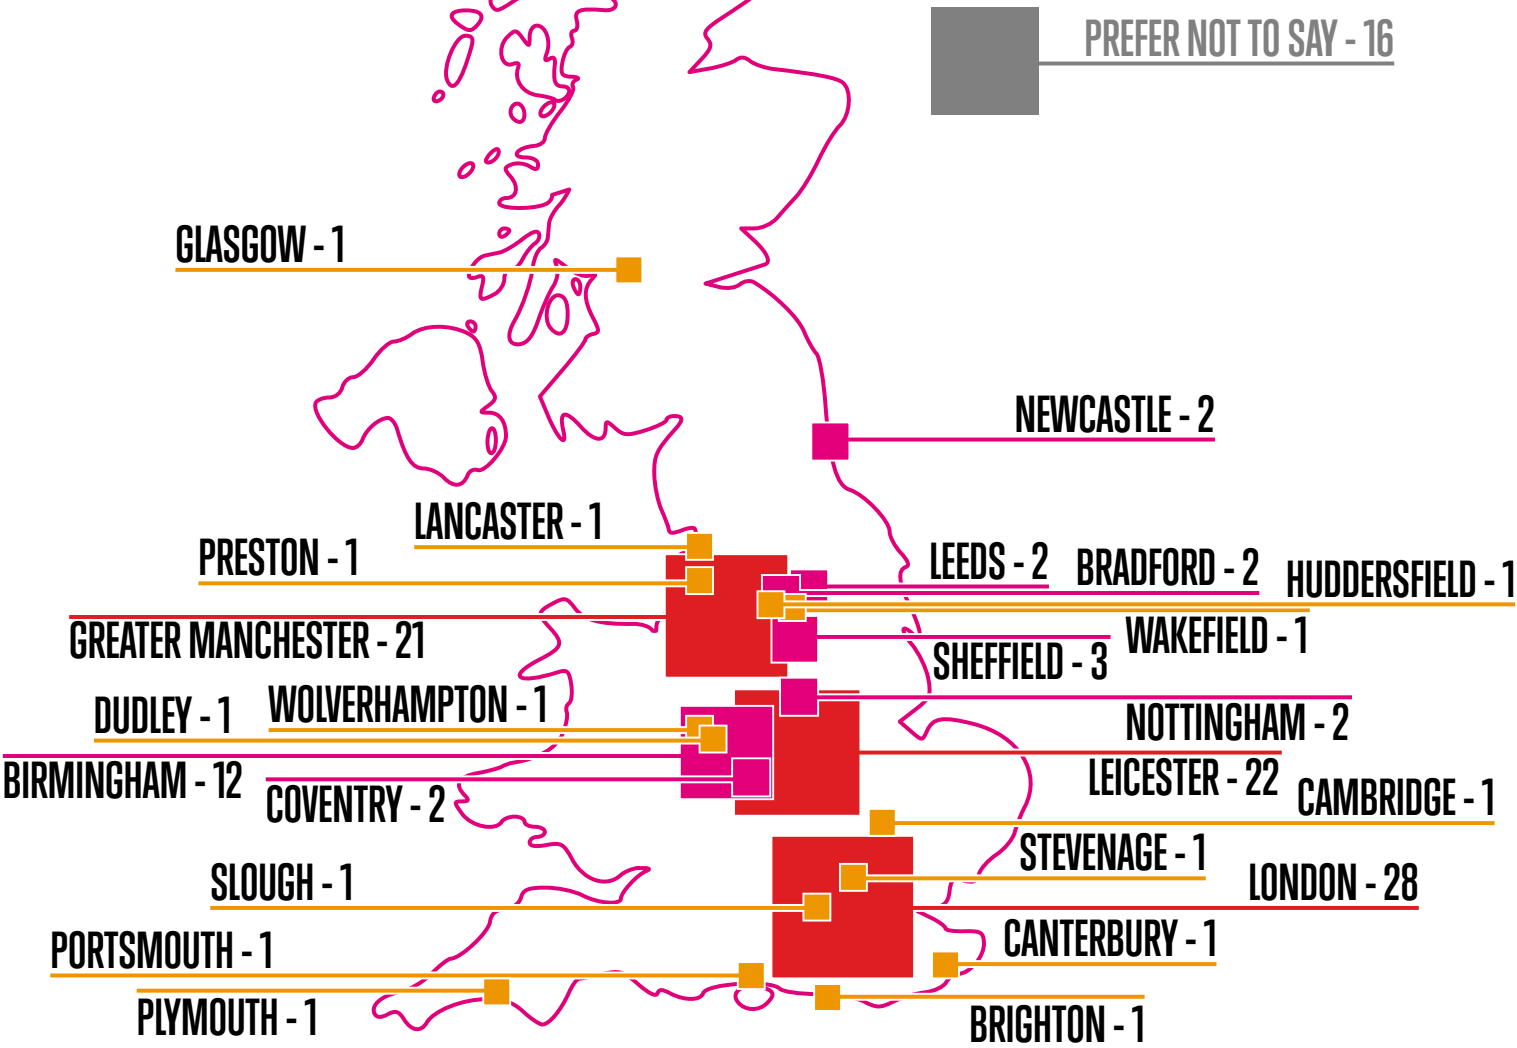 PREFER NOT TO SAY - 16
GLASGOW - 1
NEWCASTLE - 2
LANCASTER - 1
PRESTON - 1
LEEDS - 2
BRADFORD - 2
HUDDERSFIELD - 1
GREATER MANCHESTER - 21
WAKEFIELD - 1
SHEFFIELD - 3
WOLVERHAMPTON - 1
DUDLEY - 1
NOTTINGHAM - 2
BIRMINGHAM - 12
LEICESTER - 22
COVENTRY - 2
CAMBRIDGE - 1
STEVENAGE - 1
SLOUGH - 1
LONDON - 28
CANTERBURY - 1
PORTSMOUTH - 1
PLYMOUTH - 1
BRIGHTON - 1